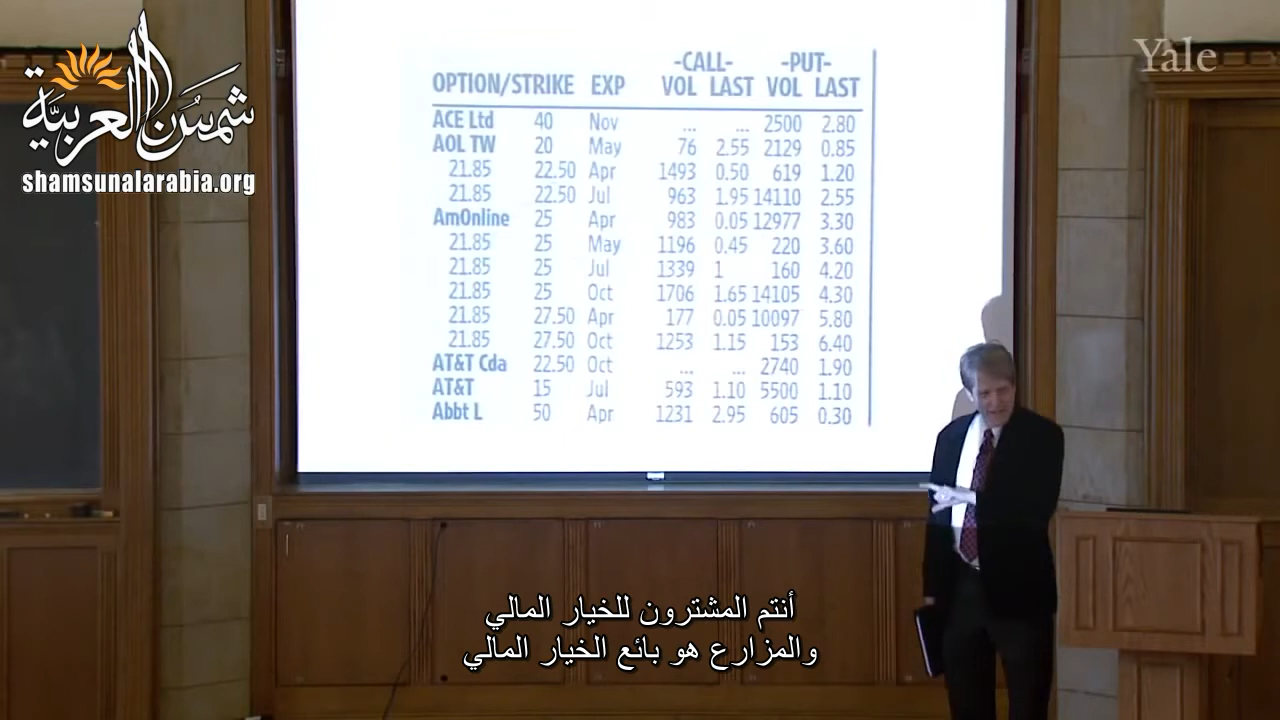 شمسن العربية
shamsunalarabia.org
Yale
-CALL- -PUT-
OPTION/STRIKE EXP VOL LAST VOL LAST
ACE Ltd 40 Nov ... ... 2500 2.80
AOL TW 20 May 76 2.55 2129 0.85
21.85 22.50 Apr 1493 0.50 619 1.20
21.85 22.50 Jul 963 1.95 14110 2.55
AmOnline 25 Apr 983 0.05 12977 3.30
21.85 25 May 1196 0.45 220 3.60
21.85 25 Jul 1339 1 160 4.20
21.85 25 Oct 1706 1.65 14105 4.30
21.85 27.50 Apr 177 0.05 10097 5.80
21.85 27.50 Oct 1253 1.15 153 6.40
AT&T Cda 22.50 Oct ... ... 2740 1.90
AT&T 15 Jul 593 1.10 5500 1.10
Abbt L 50 Apr 1231 2.95 605 0.30
أنتم المشترون للخيار المالي
والمزارع هو بائع الخيار المالي